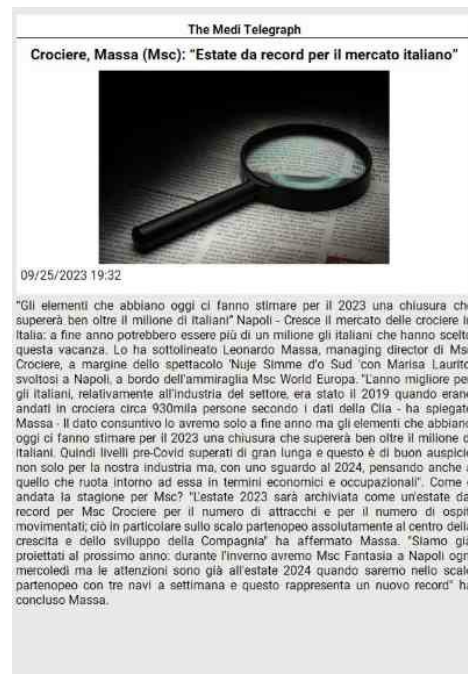 The Medi Telegraph
Crociere, Massa (Msc): “Estate da record per il mercato italiano”
09/25/2023 19:32
"Gli elementi che abbiano oggi ci fanno stimare per il 2023 una chiusura che
supererà ben oltre il milione di Italiani” Napoli - Cresce il mercato delle crociere in
Italia: a fine anno potrebbero essere più di un milione gli italiani che hanno scelto
questa vacanza. Lo ha sottolineato Leonardo Massa, managing director di Msc
Crociere, a margine dello spettacolo 'Nuje Simme d'o Sud 'con Marisa Laurito,
svoltosi a Napoli, a bordo dell'ammiraglia Msc World Europa. "L'anno migliore per
gli italiani, relativamente all'industria del settore, era stato il 2019 quando erano
andati in crociera circa 930mila persone secondo i dati della Clia - ha spiegato
Massa - Il dato consuntivo lo avremo solo a fine anno ma gli elementi che abbiano
oggi ci fanno stimare per il 2023 una chiusura che supererà ben oltre il milione di
italiani. Quindi livelli pre-Covid superati di gran lunga e questo è di buon auspicio
non solo per la nostra industria ma, con uno sguardo al 2024, pensando anche a
quello che ruota intorno ad essa in termini economici e occupazionali". Come è
andata la stagione per Msc? "L'estate 2023 sarà archiviata come un'estate da
record per Msc Crociere per il numero di attracchi e per il numero di ospiti
movimentati; ciò in particolare sullo scalo partenopeo assolutamente al centro della
crescita e dello sviluppo della Compagnia" ha affermato Massa. "Siamo già
proiettati al prossimo anno: durante l'inverno avremo Msc Fantasia a Napoli ogni
mercoledì ma le attenzioni sono già all'estate 2024 quando saremo nello scalo
partenopeo con tre navi a settimana e questo rappresenta un nuovo record" ha
concluso Massa.